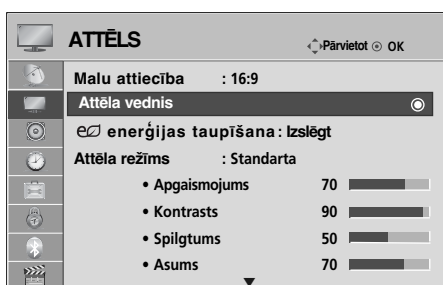 ATTĒLS
Pārvietot OK
Malu attiecība : 16:9
Attēla vednis
eco enerģijas taupīšana : Izslēgt
Attēla režīms : Standarta
• Apgaismojums 70
• Kontrasts 90
• Spilgtums 50
• Asums 70